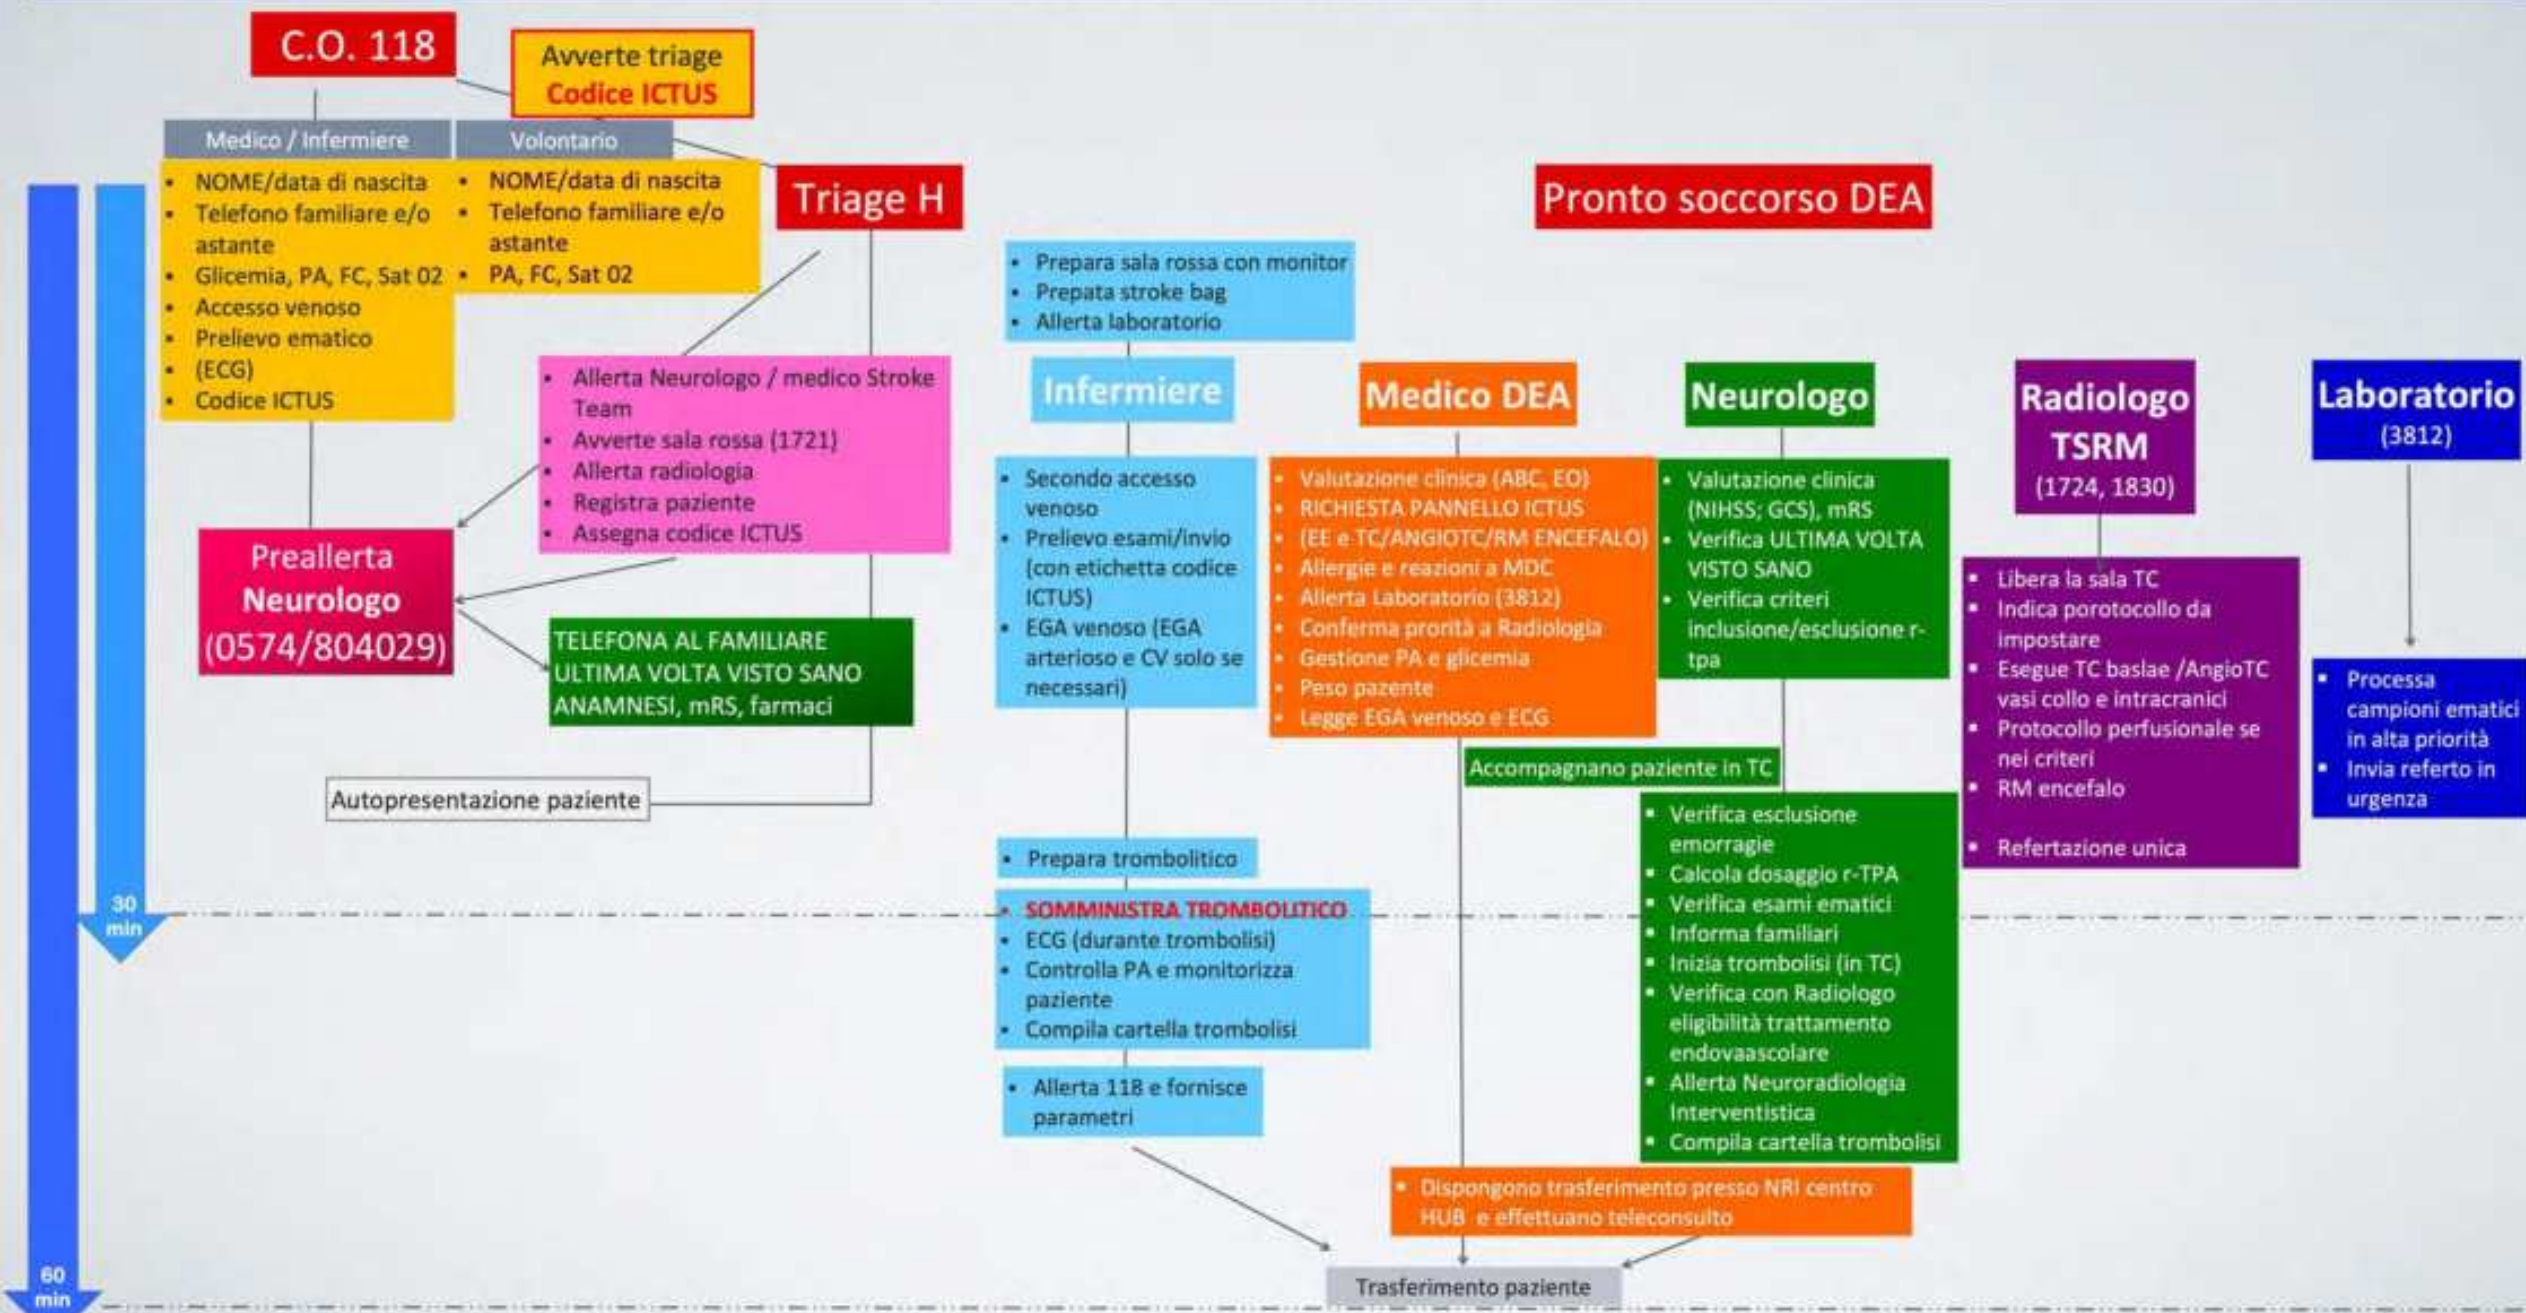 C.O. 118
Avverte triage
Codice ICTUS
Medico / Infermiere
• NOME/data di nascita
• Telefono familiare e/o
astante
• Glicemia, PA, FC, Sat 02
• Accesso venoso
• Prelievo ematico
• (ECG)
• Codice ICTUS
Volontario
• NOME/data di nascita
• Telefono familiare e/o
astante
• PA, FC, Sat 02
Triage H
• Allerta Neurologo / medico Stroke
Team
• Avverte sala rossa (1721)
• Allerta radiologia
• Registra paziente
• Assegna codice ICTUS
Preallerta
Neurologo
(0574/804029)
TELEFONA AL FAMILIARE
ULTIMA VOLTA VISTO SANO
ANAMNESI, mRS, farmaci
Autopresentazione paziente
Pronto soccorso DEA
• Prepara sala rossa con monitor
• Prepata stroke bag
• Allerta laboratorio
Infermiere
• Secondo accesso
venoso
• Prelievo esami/invio
(con etichetta codice
ICTUS)
• EGA venoso (EGA
arterioso e CV solo se
necessari)
• Prepara trombolitico
• SOMMINISTRA TROMBOLITICO
• ECG (durante trombolisi)
• Controlla PA e monitorizza
paziente
• Compila cartella trombolisi
• Allerta 118 e fornisce
parametri
Medico DEA
• Valutazione clinica (ABC, EO)
• RICHIESTA PANNELLO ICTUS
• (EE e TC/ANGIOTC/RM ENCEFALO)
• Allergie e reazioni a MDC
• Allerta Laboratorio (3812)
• Conferma prorità a Radiologia
• Gestione PA e glicemia
• Peso pazente
• Legge EGA venoso e ECG
Neurologo
• Valutazione clinica
(NIHSS; GCS), mRS
• Verifica ULTIMA VOLTA
VISTO SANO
• Verifica criteri
inclusione/esclusione r-
tpa
Accompagnano paziente in TC
▪ Verifica esclusione
emorragie
▪ Calcola dosaggio r-TPA
▪ Verifica esami ematici
▪ Informa familiari
▪ Inizia trombolisi (in TC)
▪ Verifica con Radiologo
eligibilità trattamento
endovaascolare
▪ Allerta Neuroradiologia
Interventistica
▪ Compila cartella trombolisi
Radiologo
TSRM
(1724, 1830)
▪ Libera la sala TC
▪ Indica porotocollo da
impostare
▪ Esegue TC baslae /AngioTC
vasi collo e intracranici
▪ Protocollo perfusionale se
nei criteri
▪ RM encefalo
▪ Refertazione unica
Laboratorio
(3812)
▪ Processa
campioni ematici
in alta priorità
▪ Invia referto in
urgenza
▪ Dispongono trasferimento presso NRI centro
HUB e effettuano teleconsulto
Trasferimento paziente
30
min
60
min